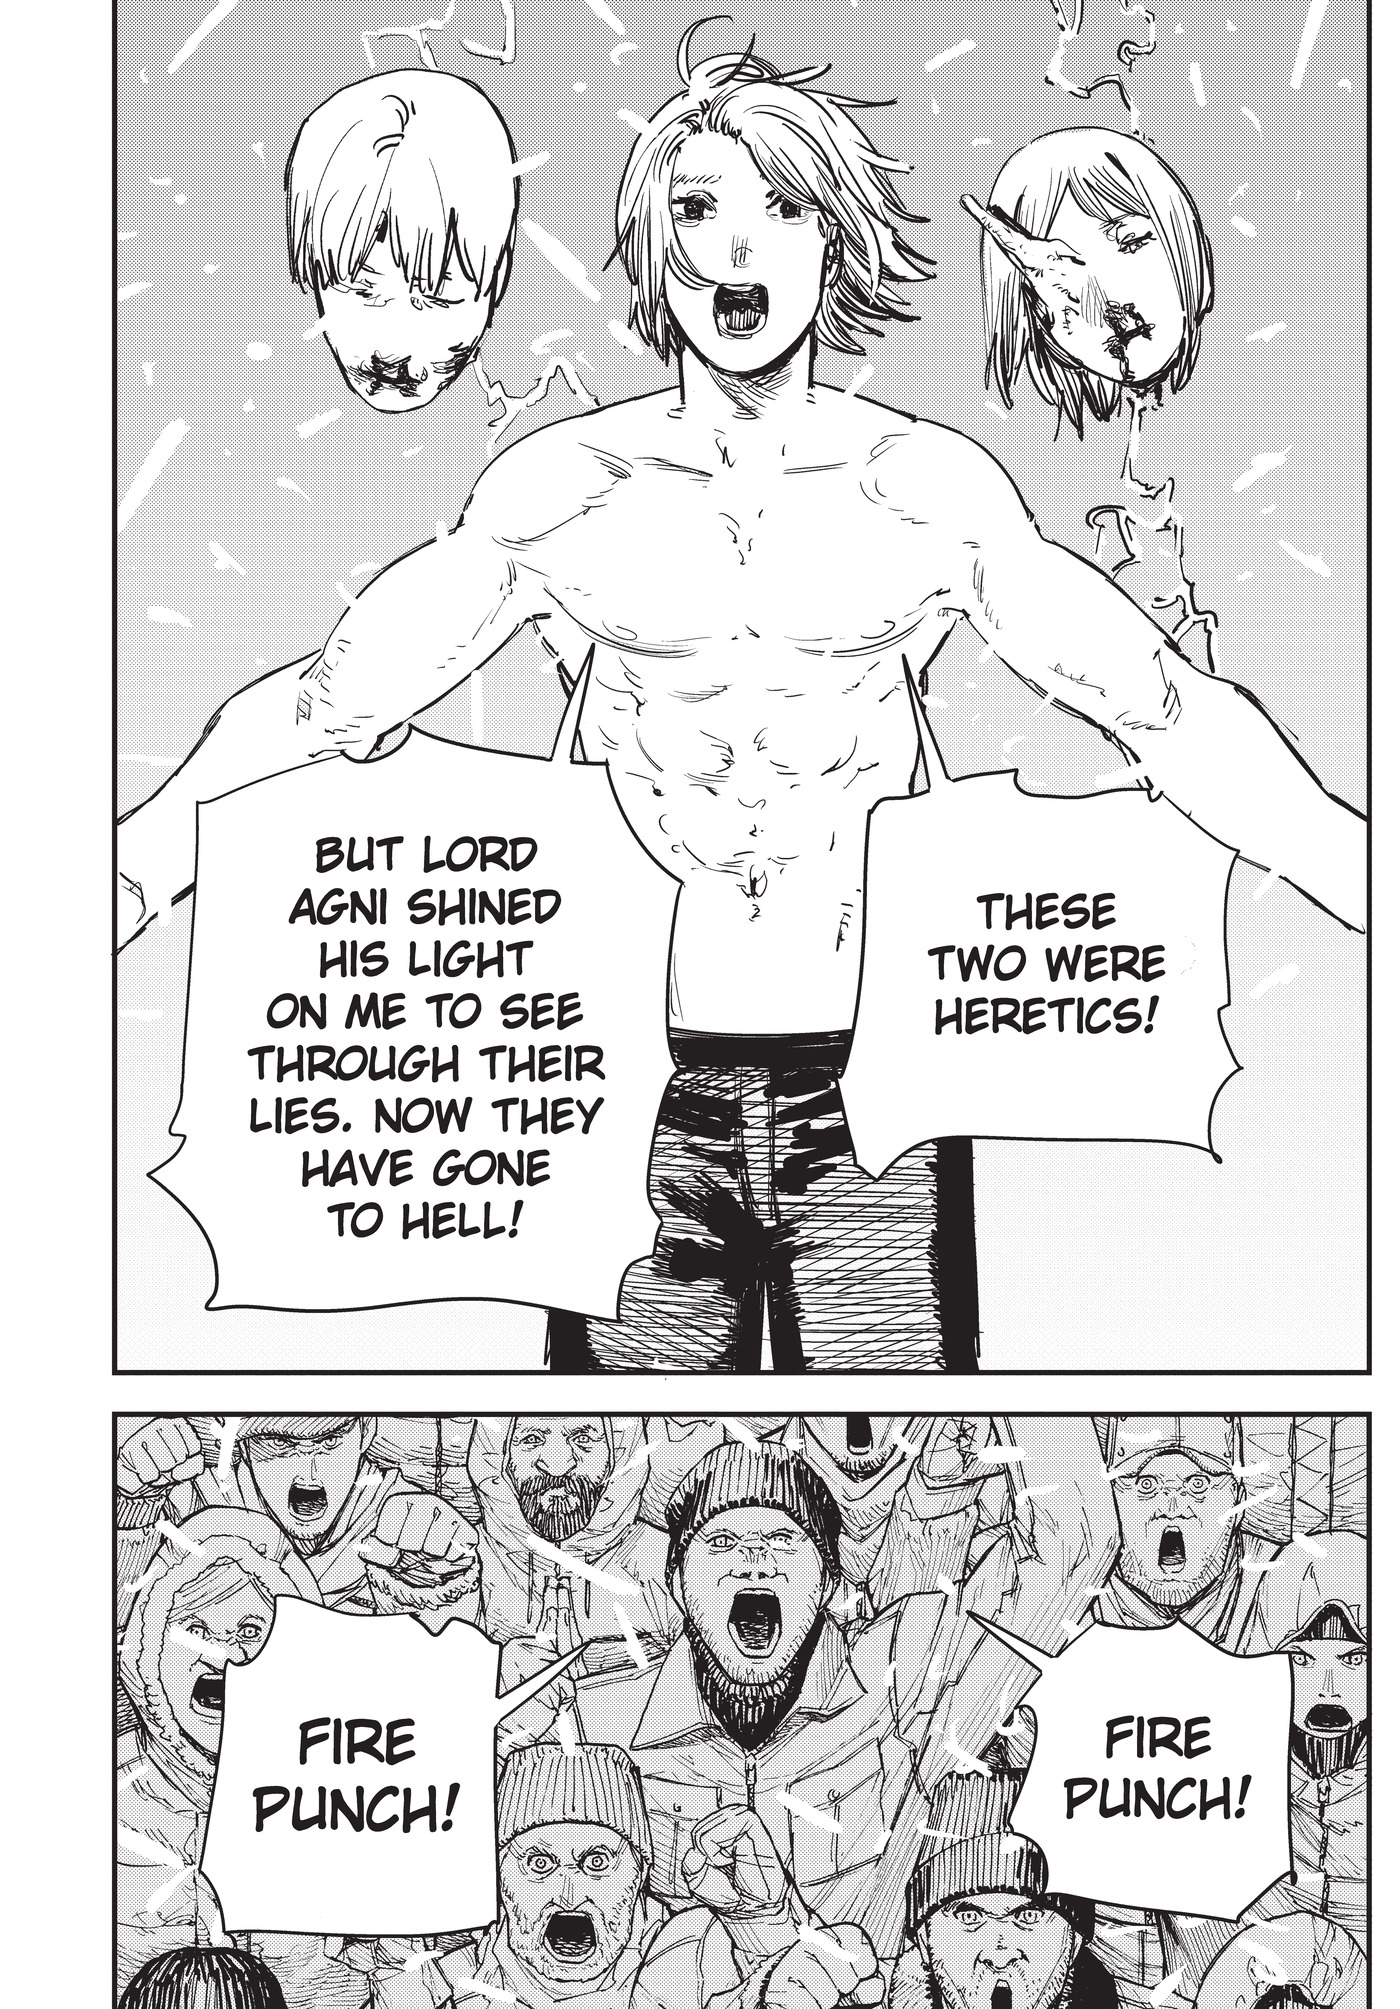 THESE
TWO WERE
HERETICS!
BUT LORD
AGNI SHINED
HIS LIGHT
ON ME TO SEE
THROUGH THEIR
LIES. NOW THEY
HAVE GONE
TO HELL!
FIRE
PUNCH!
FIRE
PUNCH!